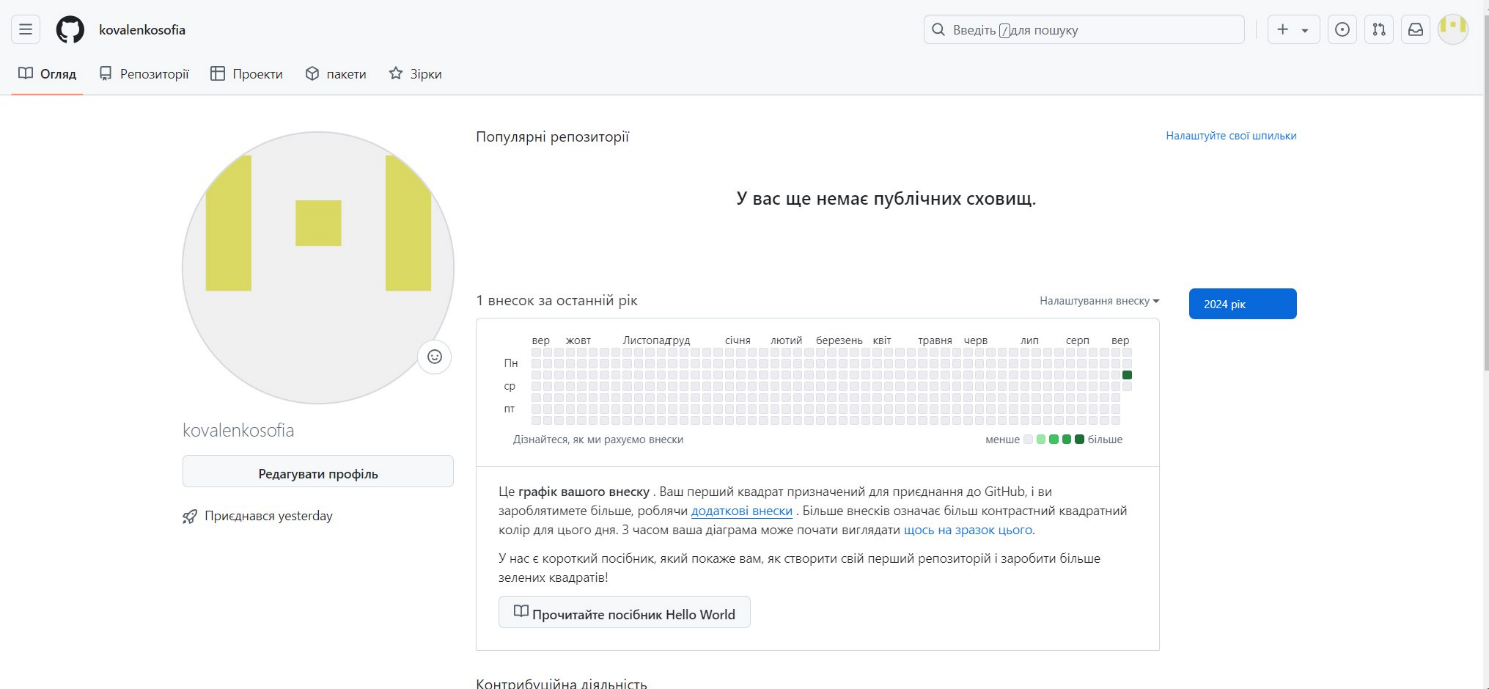 kovalenkosofia
Введіть / для пошуку
Огляд
Репозиторії
Проекти
пакети
Зірки
Популярні репозиторії
Налаштуйте свої шпильки
У вас ще немає публічних сховищ.
1 внесок за останній рік
Налаштування внеску
2024 рік
вер жовт Листопад груд січня лютий березень квіт травня черв лип серп вер
Пн
ср
пт
Дізнайтеся, як ми рахуємо внески
менше більше
kovalenkosofia
Редагувати профіль
Приєднався yesterday
Це графік вашого внеску . Ваш перший квадрат призначений для приєднання до GitHub, і ви
зароблятимете більше, роблячи додаткові внески . Більше внесків означає більш контрастний квадратний
колір для цього дня. З часом ваша діаграма може почати виглядати щось на зразок цього.
У нас є короткий посібник, який покаже вам, як створити свій перший репозиторій і заробити більше
зелених квадратів!
Прочитайте посібник Hello World
Контрибуційна діяльність